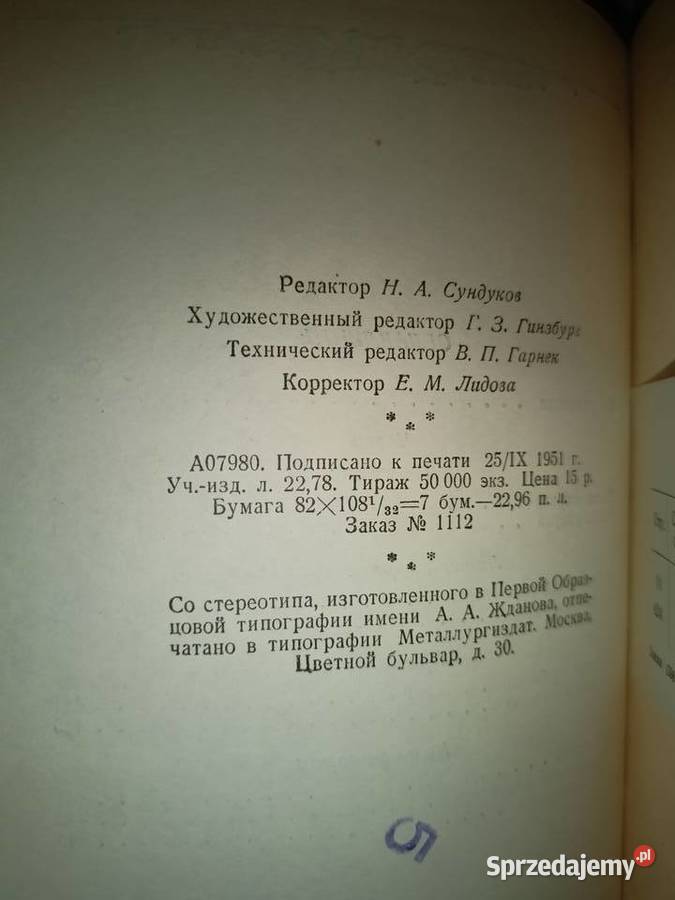 Редактор Н. А. Сундуков
Художественный редактор Г. З. Гинзбург
Технический редактор В. П. Гарнек
Корректор Е. М. Лидоза
* * *
А07980. Подписано к печати 25/IX 1951 г.
Уч.-изд. л. 22,78. Тираж 50 000 экз. Цена 15 р.
Бумага 82×108¹/₃₂=7 бум.—22,96 п. л.
Заказ № 1112
* * *
Со стереотипа, изготовленного в Первой Образ-
цовой типографии имени А. А. Жданова, отпе-
чатано в типографии Металлургиздат. Москва,
Цветной бульвар, д. 30.
5
Sprzedajemy.pl